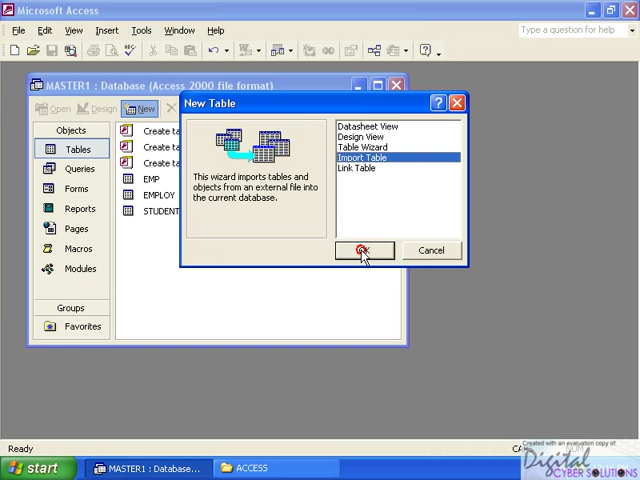 Microsoft Access
File Edit View Insert Tools Window Help
Type a question for help
MASTER1 : Database (Access 2000 file format)
Open Design New
Objects
Tables
Queries
Forms
Reports
Pages
Macros
Modules
Groups
Favorites
Create ta
Create ta
Create ta
EMP
EMPLOY
STUDENT
New Table
This wizard imports tables and
objects from an external file into
the current database.
Datasheet View
Design View
Table Wizard
Import Table
Link Table
Cancel
Ready
start
MASTER1 : Database...
ACCESS
Created with an evaluation copy of
Digital
CYBER SOLUTIONS